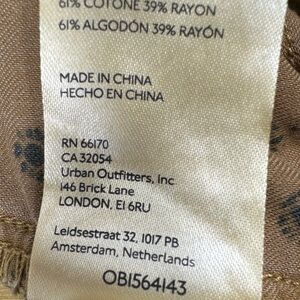 61% COTONE 39% RAYON
61% ALGODÓN 39% RAYÓN
MADE IN CHINA
HECHO EN CHINA
RN 66170
CA 32054
Urban Outfitters, Inc
146 Brick Lane
LONDON, E1 6RU
Leidsestraat 32, 1017 PB
Amsterdam, Netherlands
OB1564143